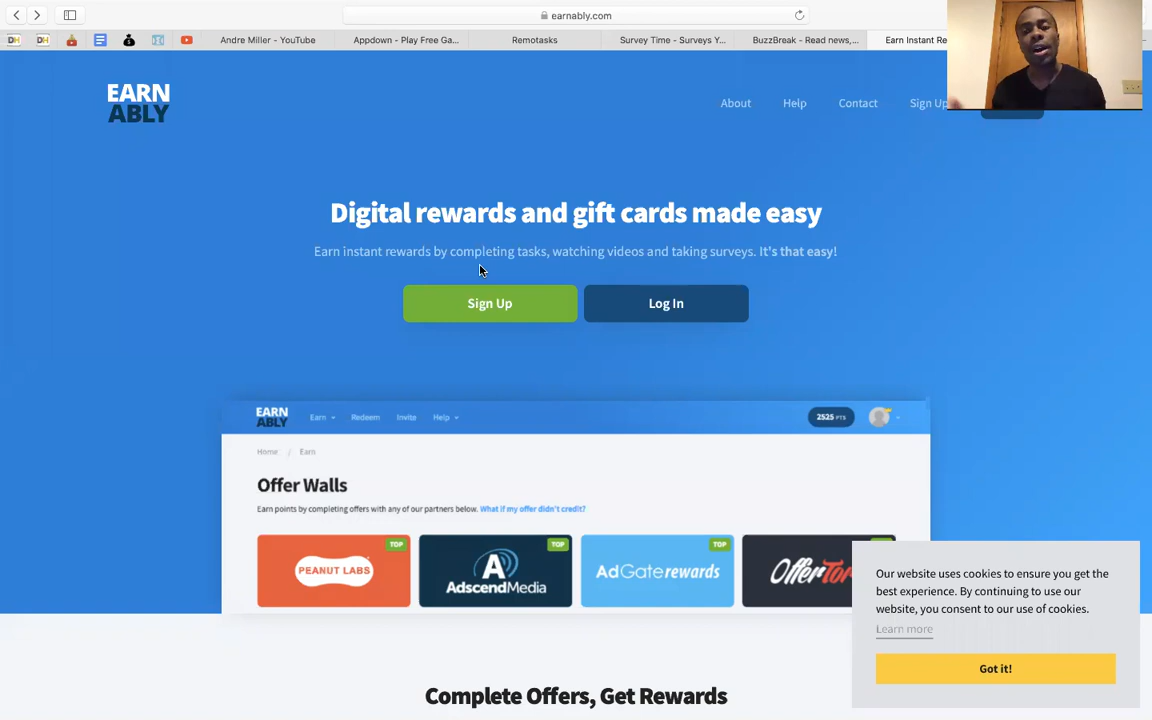 earnably.com
Andre Miller - YouTube
Appdown - Play Free Ga...
Remotasks
Survey Time - Surveys Y...
BuzzBreak - Read news,...
Earn Instant Re
EARN
ABLY
About
Help
Contact
Sign Up
Digital rewards and gift cards made easy
Earn instant rewards by completing tasks, watching videos and taking surveys. It's that easy!
Sign Up
Log In
EARN
ABLY
Earn
Redeem
Invite
Help
2525 PTS
Home / Earn
Offer Walls
Earn points by completing offers with any of our partners below. What if my offer didn't credit?
TOP
PEANUT LABS
TOP
AdscendMedia
TOP
AdGate rewards
OfferTor
Our website uses cookies to ensure you get the
best experience. By continuing to use our
website, you consent to our use of cookies.
Learn more
Got it!
Complete Offers, Get Rewards